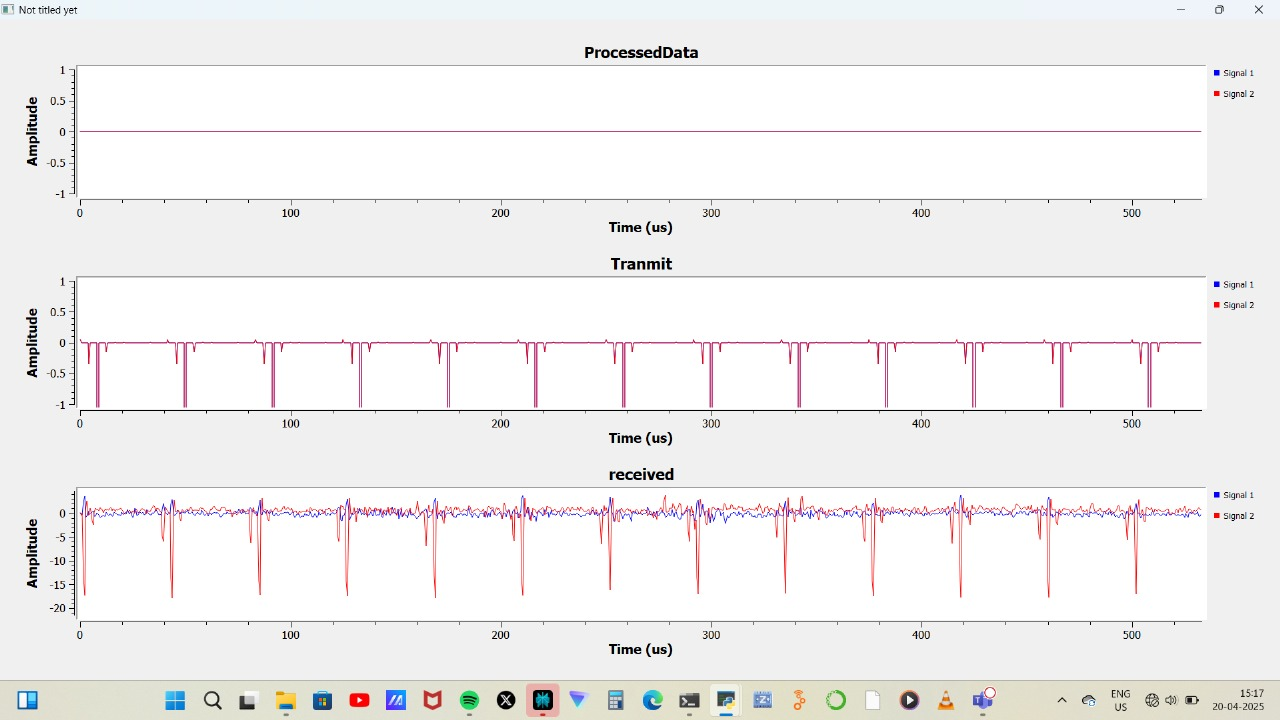 Not titled yet
ProcessedData
Signal 1
Signal 2
Amplitude
1
0.5
0
-0.5
-1
0 100 200 300 400 500
Time (us)
Tranmit
Signal 1
Signal 2
Amplitude
1
0.5
0
-0.5
-1
0 100 200 300 400 500
Time (us)
received
Signal 1
Signal 2
Amplitude
0
-5
-10
-15
-20
0 100 200 300 400 500
Time (us)
ENG
US
15:17
20-04-2025